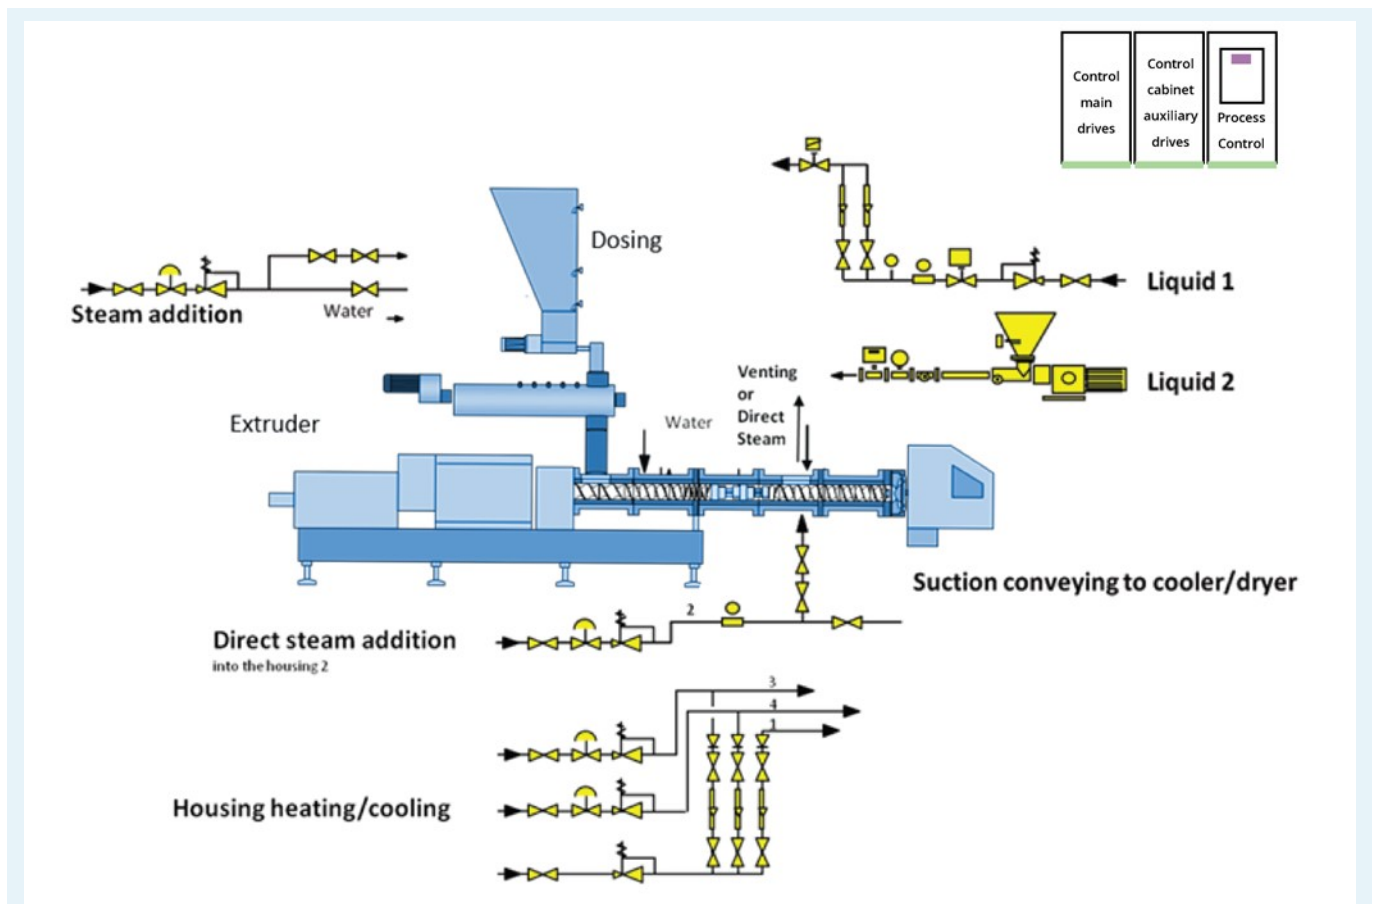 Control
main
drives
Control
cabinet
auxiliary
drives
Process
Control
Dosing
Steam addition
Water
Liquid 1
Liquid 2
Venting
or
Direct
Steam
Water
Extruder
Suction conveying to cooler/dryer
2
Direct steam addition
into the housing 2
3
4
1
Housing heating/cooling